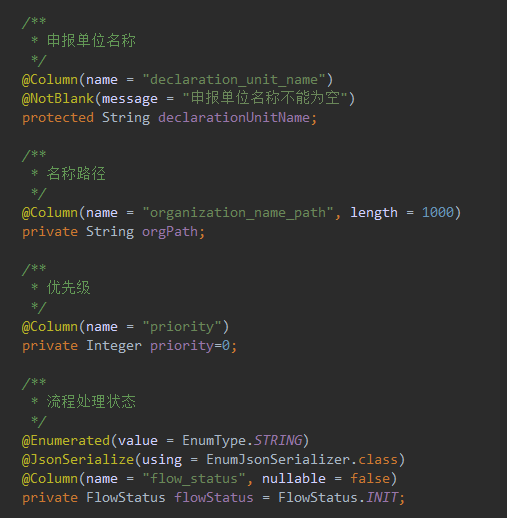 /**
 * 申报单位名称
 */
@Column(name = "declaration_unit_name")
@NotBlank(message = "申报单位名称不能为空")
protected String declarationUnitName;
/**
 * 名称路径
 */
@Column(name = "organization_name_path", length = 1000)
private String orgPath;
/**
 * 优先级
 */
@Column(name = "priority")
private Integer priority=0;
/**
 * 流程处理状态
 */
@Enumerated(value = EnumType.STRING)
@JsonSerialize(using = EnumJsonSerializer.class)
@Column(name = "flow_status", nullable = false)
private FlowStatus flowStatus = FlowStatus.INIT;